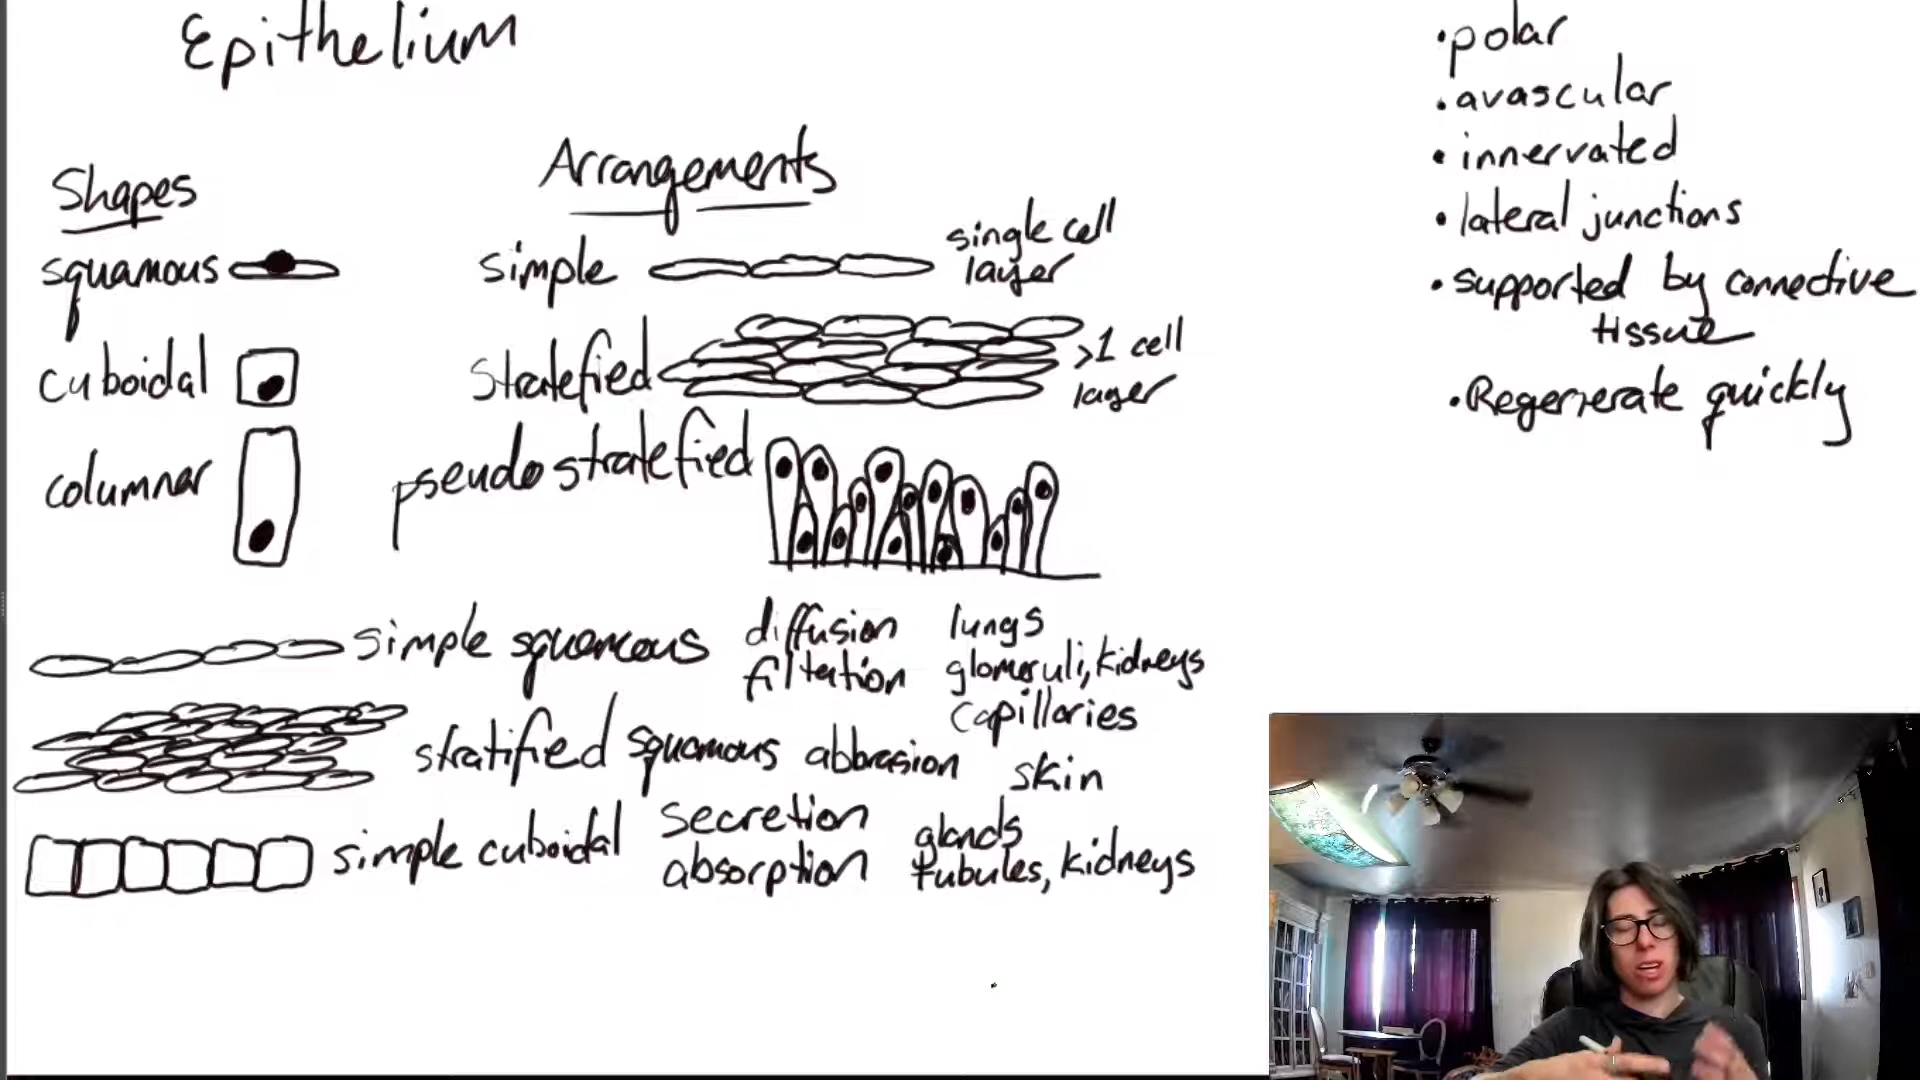 Epithelium
Shapes
squamous
cuboidal
columnar
Arrangements
simple
single cell
layer
stratefied
>1 cell
layer
pseudostratefied
simple squamous
diffusion
filtation
lungs
glomeruli, kidneys
capillaries
stratified squamous abbrasion skin
simple cuboidal
secretion
absorption
glands
tubules, kidneys
•polar
•avascular
•innervated
•lateral junctions
•supported by connective
tissue
•Regenerate quickly